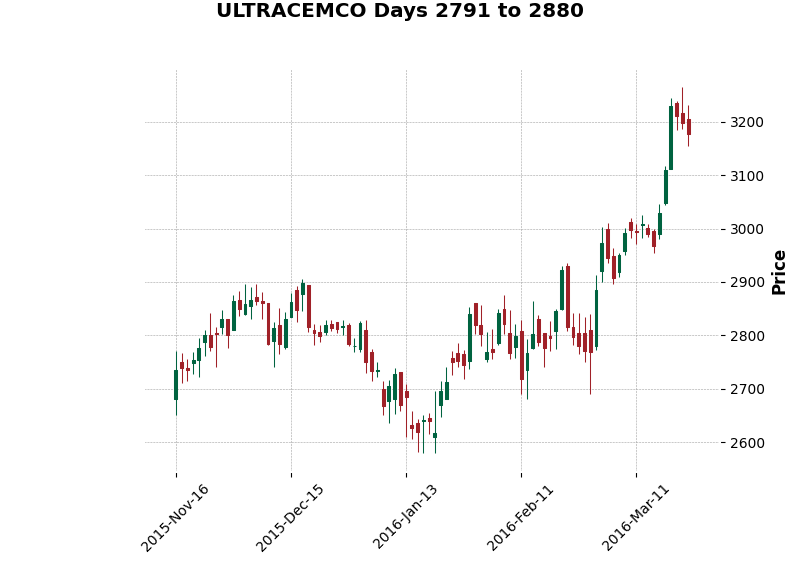 ULTRACEMCO Days 2791 to 2880
3200
3100
3000
2900
2800
2700
2600
Price
2015-Nov-16
2015-Dec-15
2016-Jan-13
2016-Feb-11
2016-Mar-11